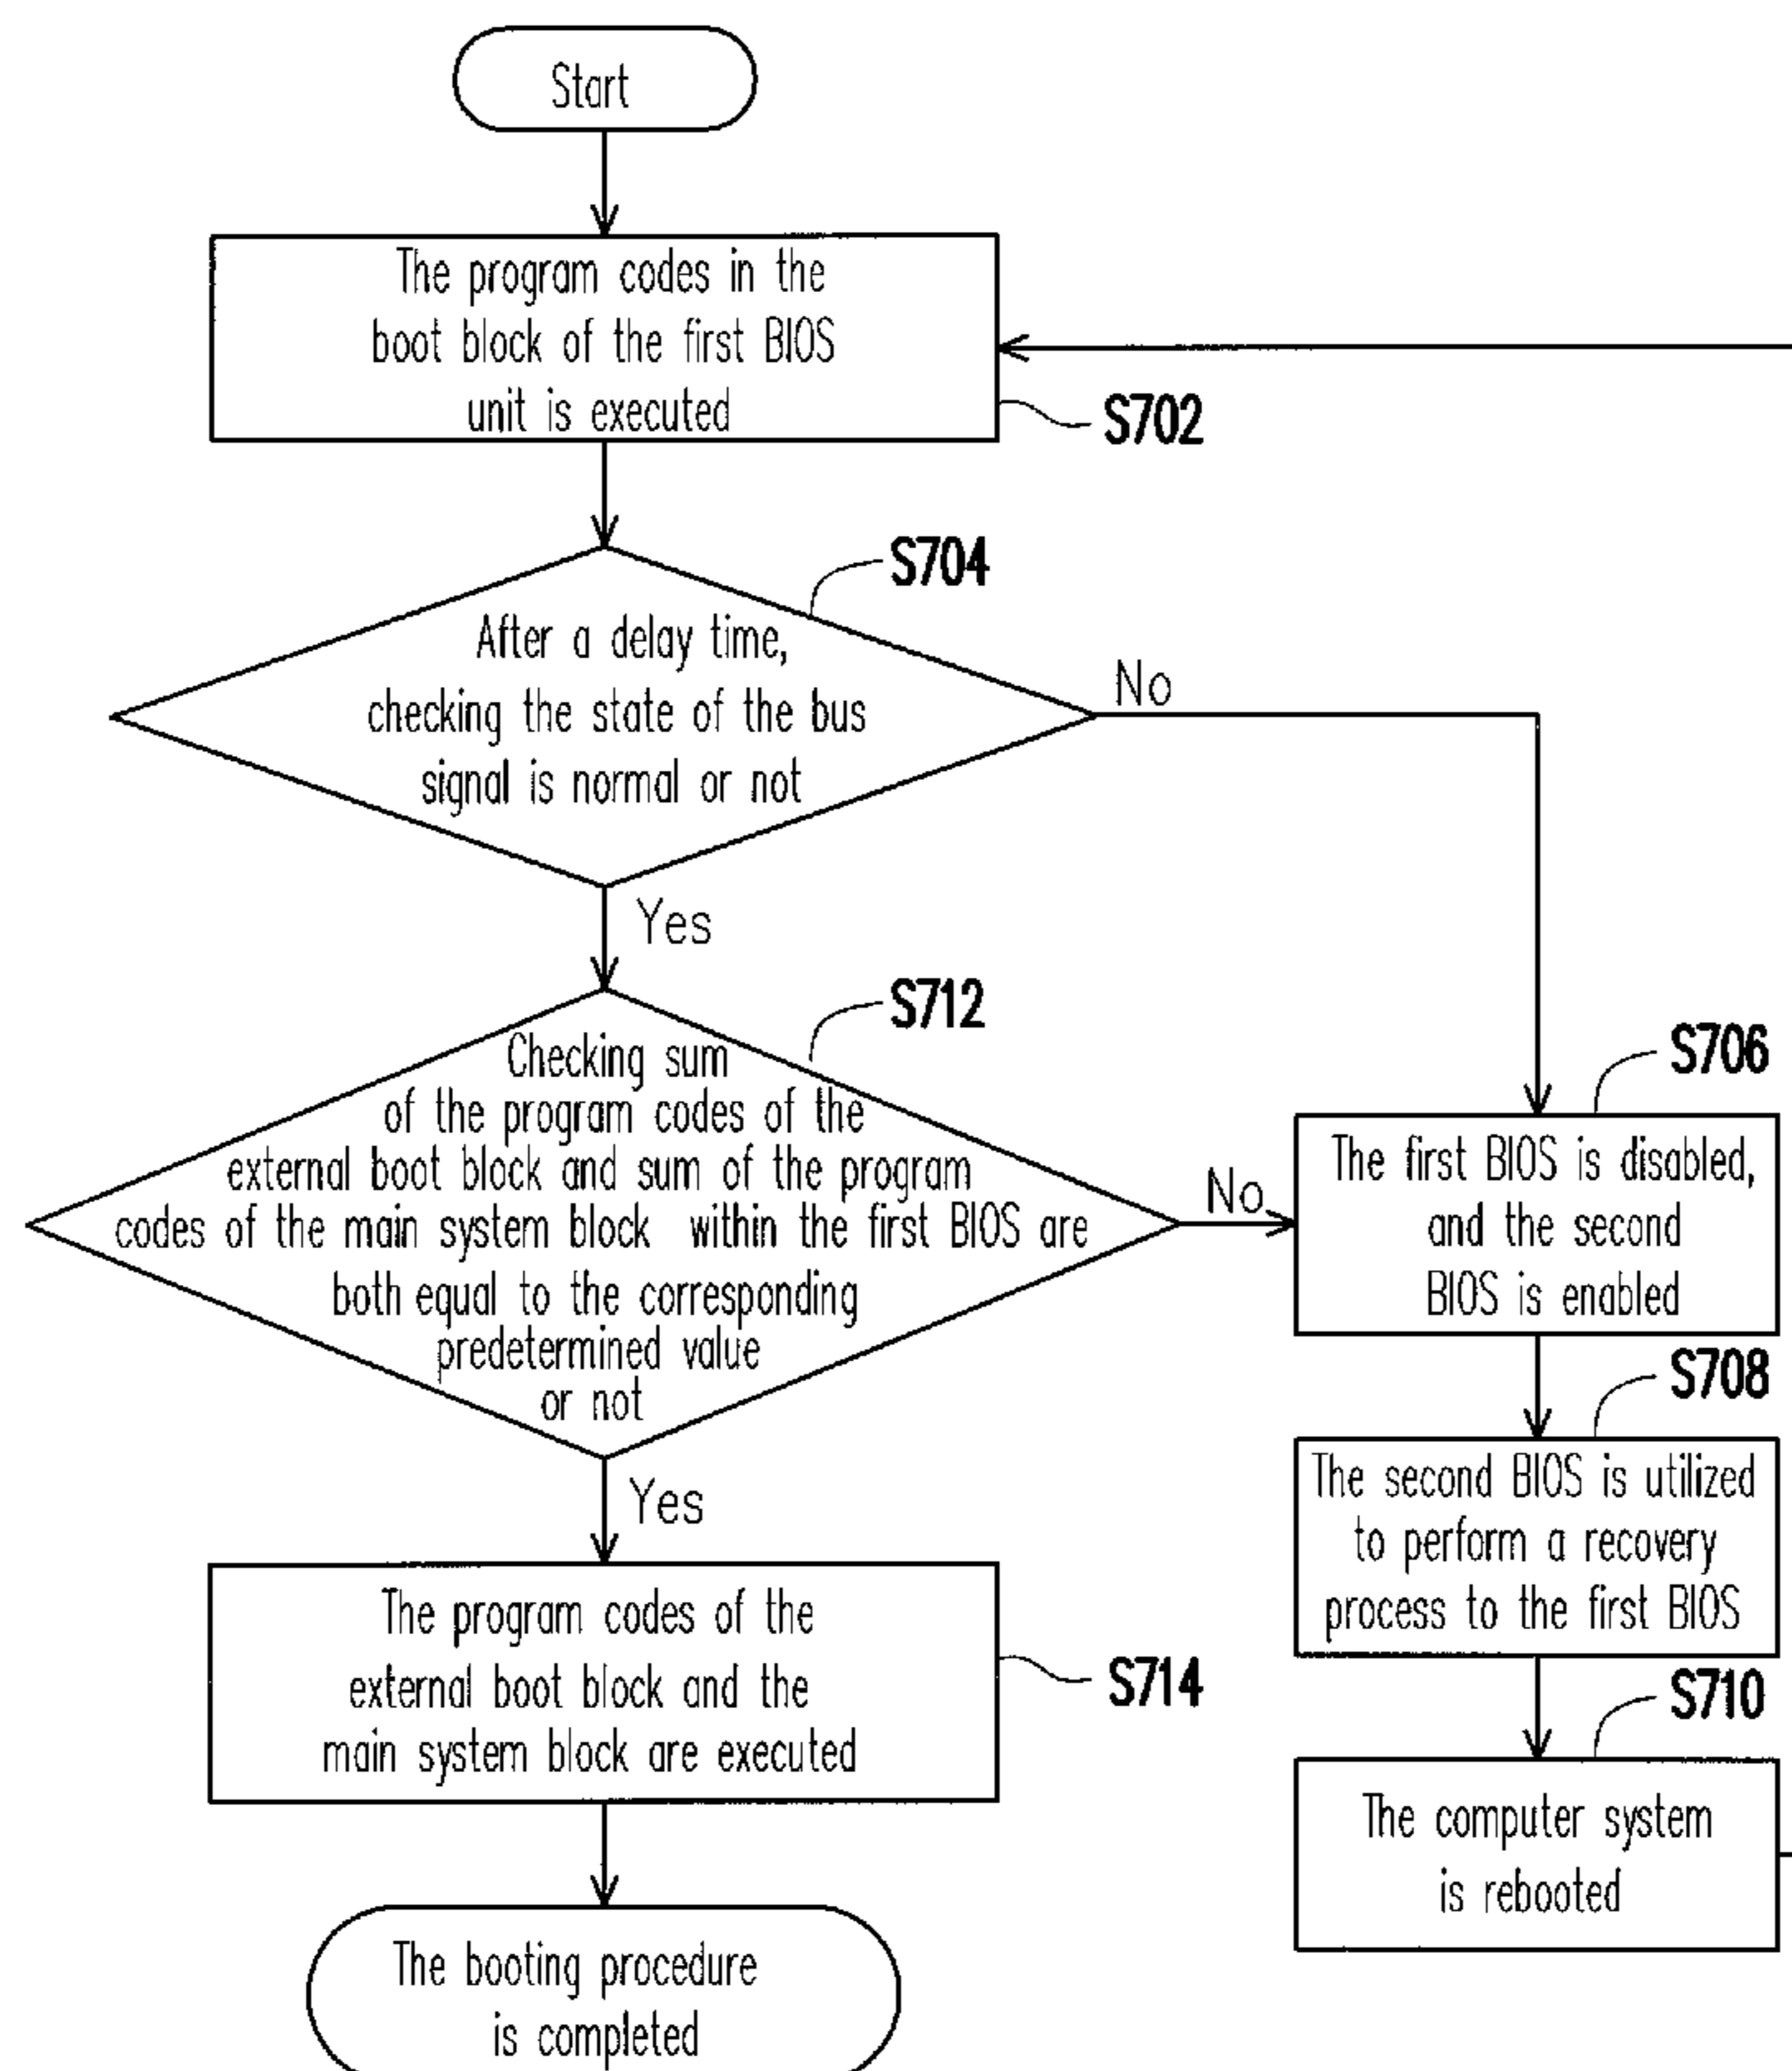 Start
The program codes in the
boot block of the first BIOS
unit is executed
S702
After a delay time,
checking the state of the bus
signal is normal or not
S704
No
Yes
Checking sum
of the program codes of the
external boot block and sum of the program
codes of the main system block within the first BIOS are
both equal to the corresponding
predetermined value
or not
S712
No
Yes
S706
The first BIOS is disabled,
and the second
BIOS is enabled
S708
The second BIOS is utilized
to perform a recovery
process to the first BIOS
S710
The computer system
is rebooted
The program codes of the
external boot block and the
main system block are executed
S714
The booting procedure
is completed